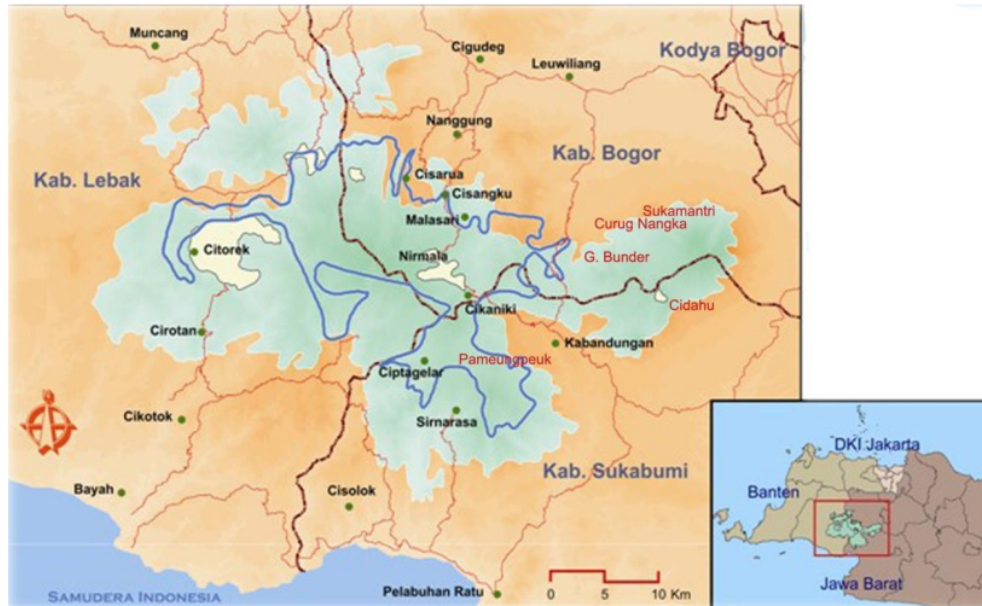 Muncang
Cigudeg
Kodya Bogor
Leuwiliang
Nanggung
Kab. Bogor
Kab. Lebak
Cisarua
Cisangku
Sukamantri
Malasari
Curug Nangka
Citorek
Nirmala
G. Bunder
Cikaniki
Cidahu
Cirotan
Kabandungan
Ciptagelar
Pameungpeuk
Cikotok
Sirnarasa
Kab. Sukabumi
Bayah
Cisolok
Pelabuhan Ratu
0 5 10 Km
SAMUDERA INDONESIA
DKI Jakarta
Banten
Jawa Barat